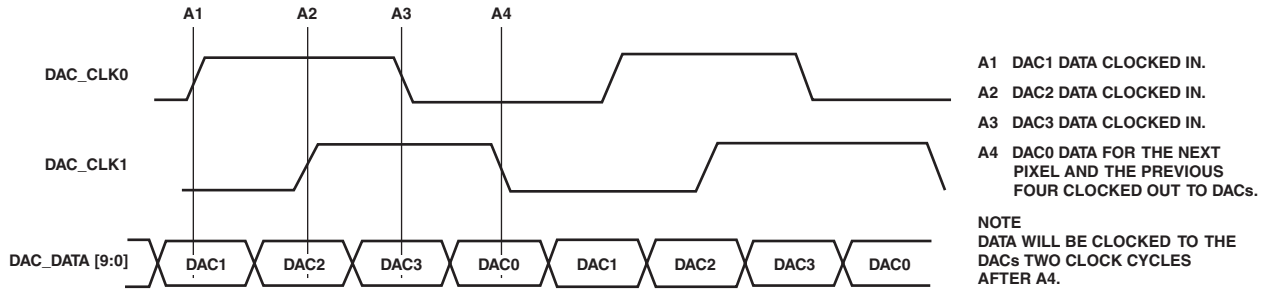 A1 A2 A3 A4
DAC_CLK0
DAC_CLK1
DAC_DATA [9:0] DAC1 DAC2 DAC3 DAC0 DAC1 DAC2 DAC3 DAC0
A1 DAC1 DATA CLOCKED IN.
A2 DAC2 DATA CLOCKED IN.
A3 DAC3 DATA CLOCKED IN.
A4 DAC0 DATA FOR THE NEXT
PIXEL AND THE PREVIOUS
FOUR CLOCKED OUT TO DACs.
NOTE
DATA WILL BE CLOCKED TO THE
DACs TWO CLOCK CYCLES
AFTER A4.